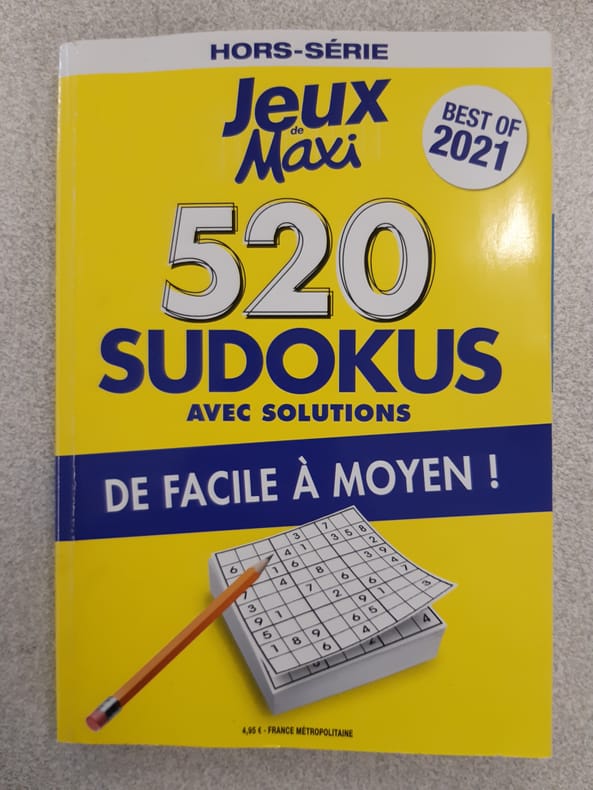 HORS-SÉRIE
Jeux
de
Maxi
BEST OF
2021
520
SUDOKUS
AVEC SOLUTIONS
DE FACILE À MOYEN !
4,95 € - FRANCE MÉTROPOLITAINE